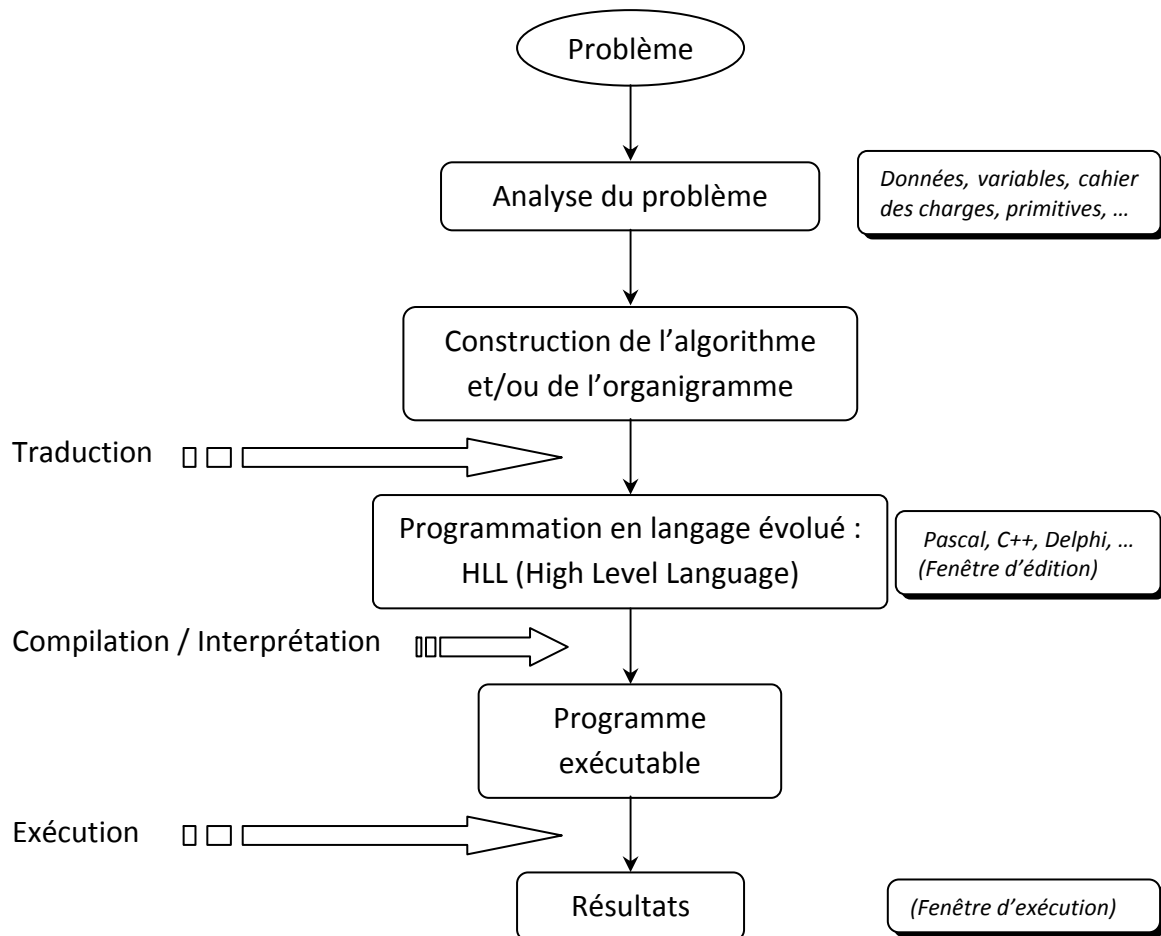 Problème
Analyse du problème
Données, variables, cahier
des charges, primitives, …
Construction de l’algorithme
et/ou de l’organigramme
Traduction
Programmation en langage évolué :
HLL (High Level Language)
Pascal, C++, Delphi, …
(Fenêtre d’édition)
Compilation / Interprétation
Programme
exécutable
Exécution
Résultats
(Fenêtre d’exécution)